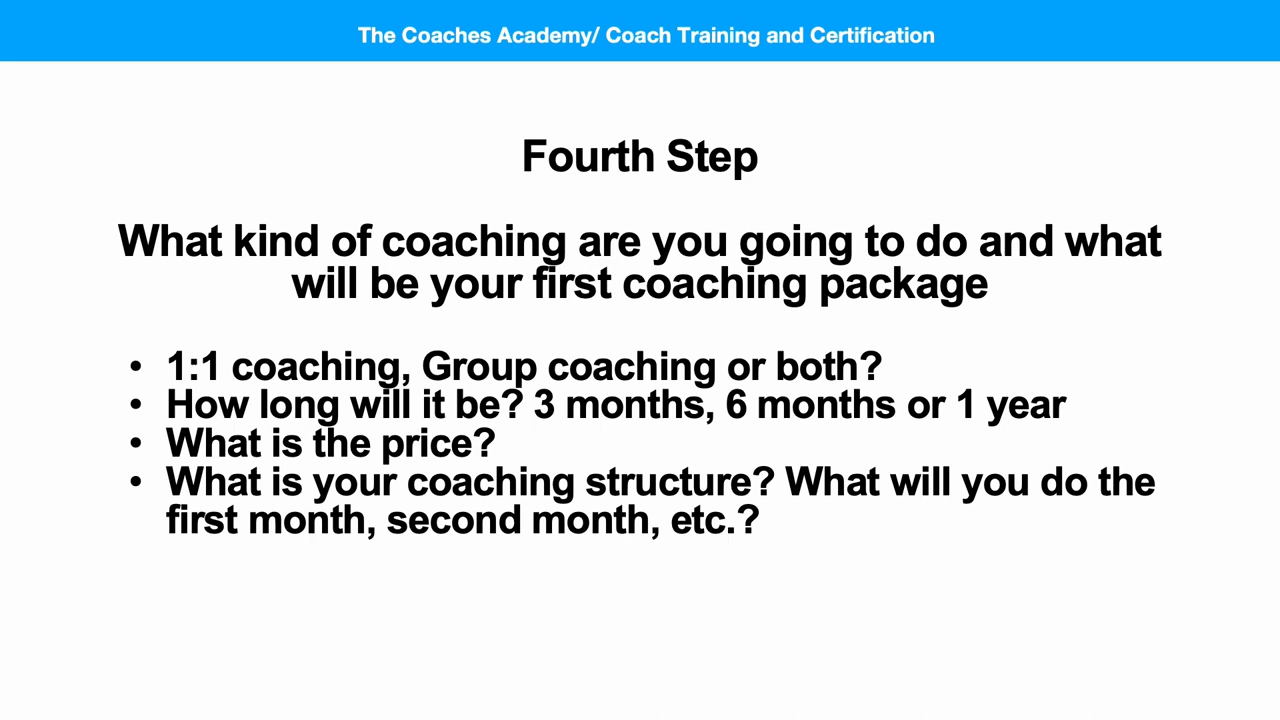 The Coaches Academy/ Coach Training and Certification
Fourth Step
What kind of coaching are you going to do and what
will be your first coaching package
• 1:1 coaching, Group coaching or both?
• How long will it be? 3 months, 6 months or 1 year
• What is the price?
• What is your coaching structure? What will you do the
first month, second month, etc.?